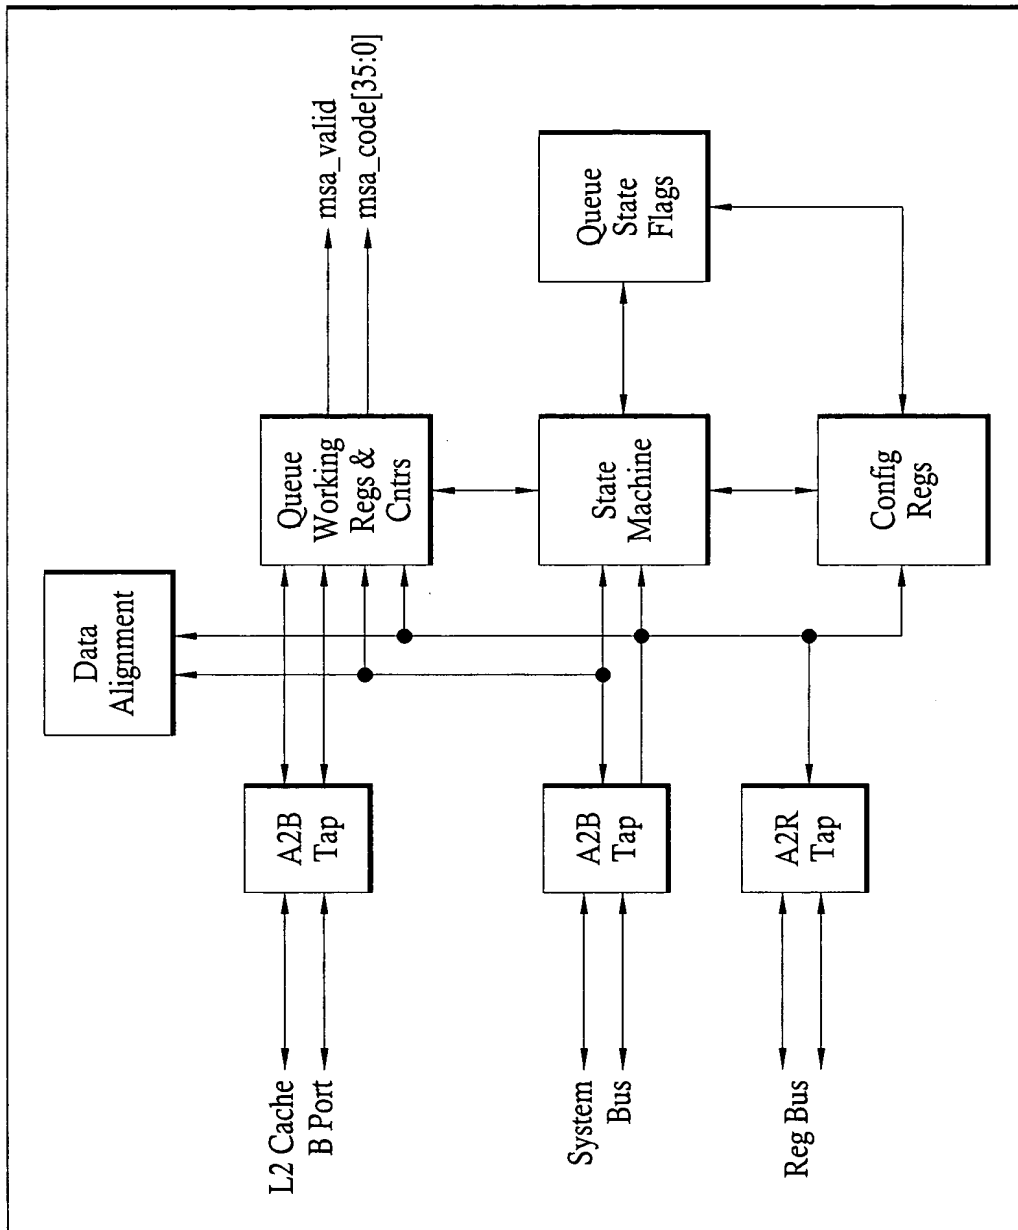 Data
Alignment
L2 Cache
B Port
A2B
Tap
Queue
Working
Regs &
Cntrs
msa_valid
msa_code[35:0]
System
Bus
A2B
Tap
State
Machine
Queue
State
Flags
Reg Bus
A2R
Tap
Config
Regs